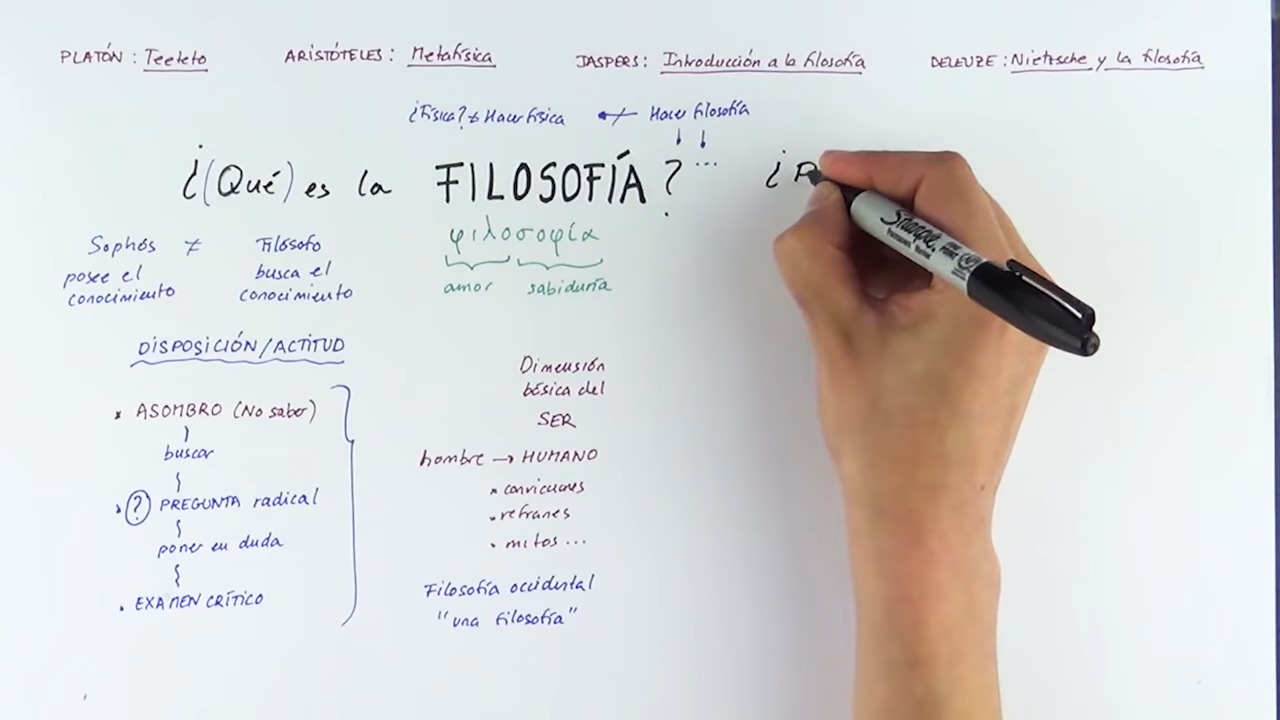 PLATÓN: Teeteto
ARISTÓTELES: Metafísica
JASPERS: Introducción a la filosofía
DELEUZE: Nietzsche y la filosofía
¿Física? ≠ Hacer física ↚ Hacer filosofía
↓ ↓ ...
¿(Qué) es la FILOSOFÍA?
¿P
φιλοσοφία
amor sabiduría
Sophós ≠ Filósofo
posee el
conocimiento
busca el
conocimiento
DISPOSICIÓN/ACTITUD
* ASOMBRO (No saber)
buscar
(?) PREGUNTA radical
poner en duda
• EXAMEN CRÍTICO
Dimensión
básica del
SER
hombre → HUMANO
* convicciones
• refranes
• mitos...
Filosofía occidental
"una filosofía"
Sharpie